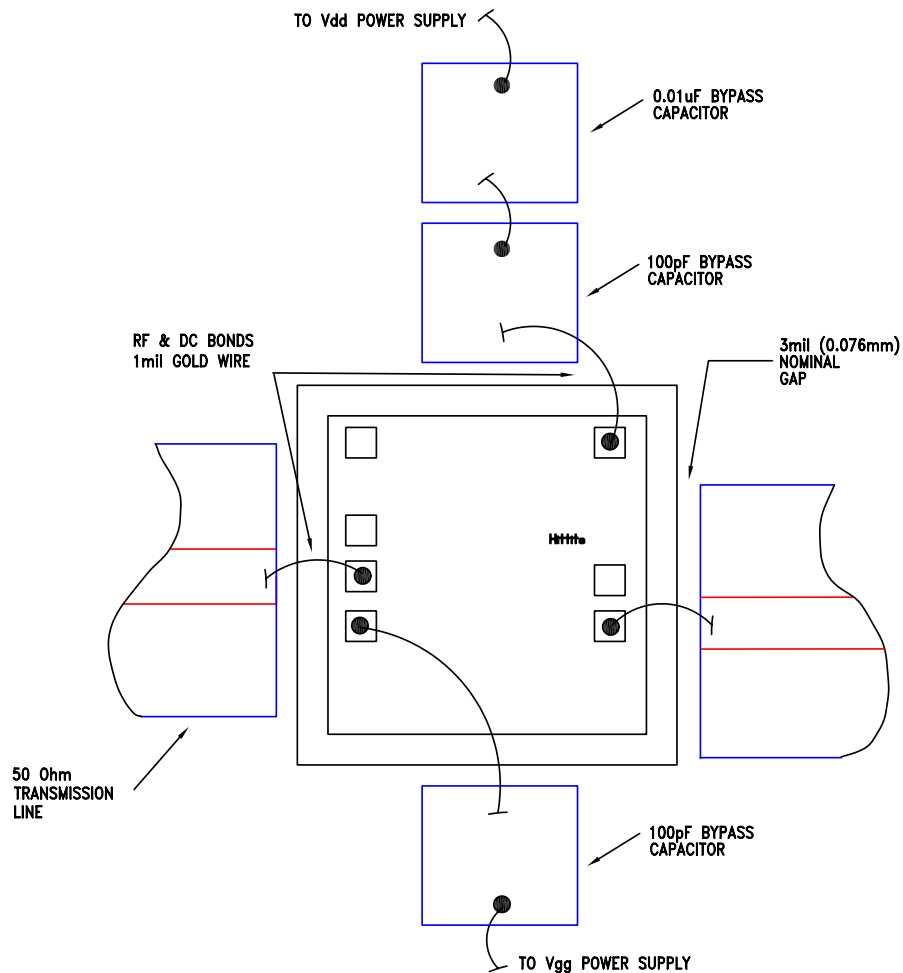 TO Vdd POWER SUPPLY
0.01uF BYPASS
CAPACITOR
100pF BYPASS
CAPACITOR
RF & DC BONDS
1mil GOLD WIRE
3mil (0.076mm)
NOMINAL
GAP
Hittite
50 Ohm
TRANSMISSION
LINE
100pF BYPASS
CAPACITOR
TO Vgg POWER SUPPLY